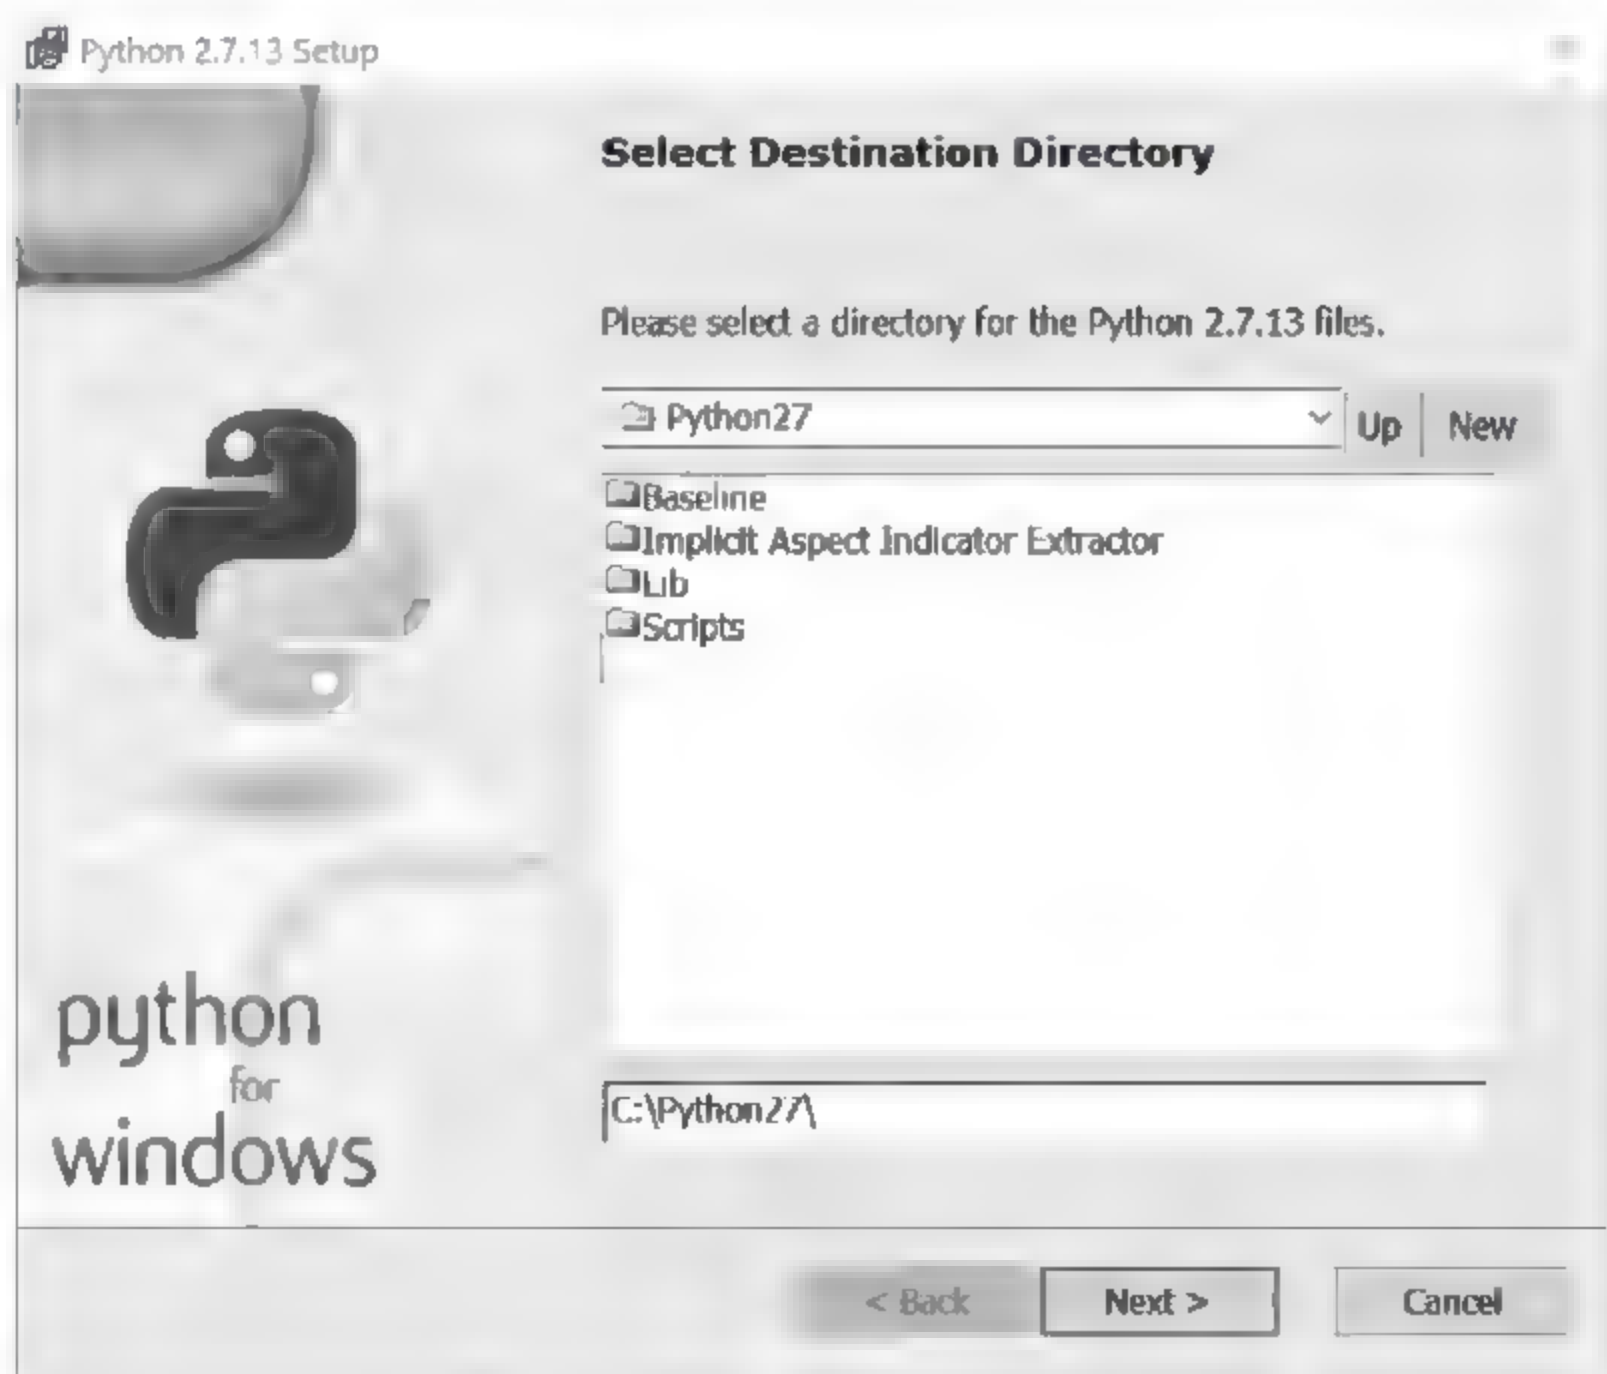 Python 2.7.13 Setup
Select Destination Directory
Please select a directory for the Python 2.7.13 files.
Python27
Up
New
Baseline
Implicit Aspect Indicator Extractor
Lib
Scripts
python
for
windows
C:\Python27\
< Back
Next >
Cancel